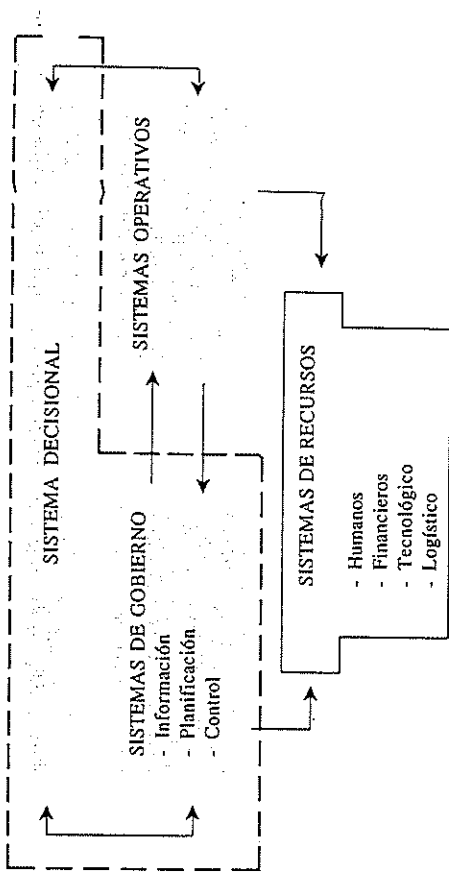 SISTEMA DECISIONAL
SISTEMAS DE GOBIERNO
- Información
- Planificación
- Control
SISTEMAS OPERATIVOS
SISTEMAS DE RECURSOS
- Humanos
- Financieros
- Tecnológico
- Logístico